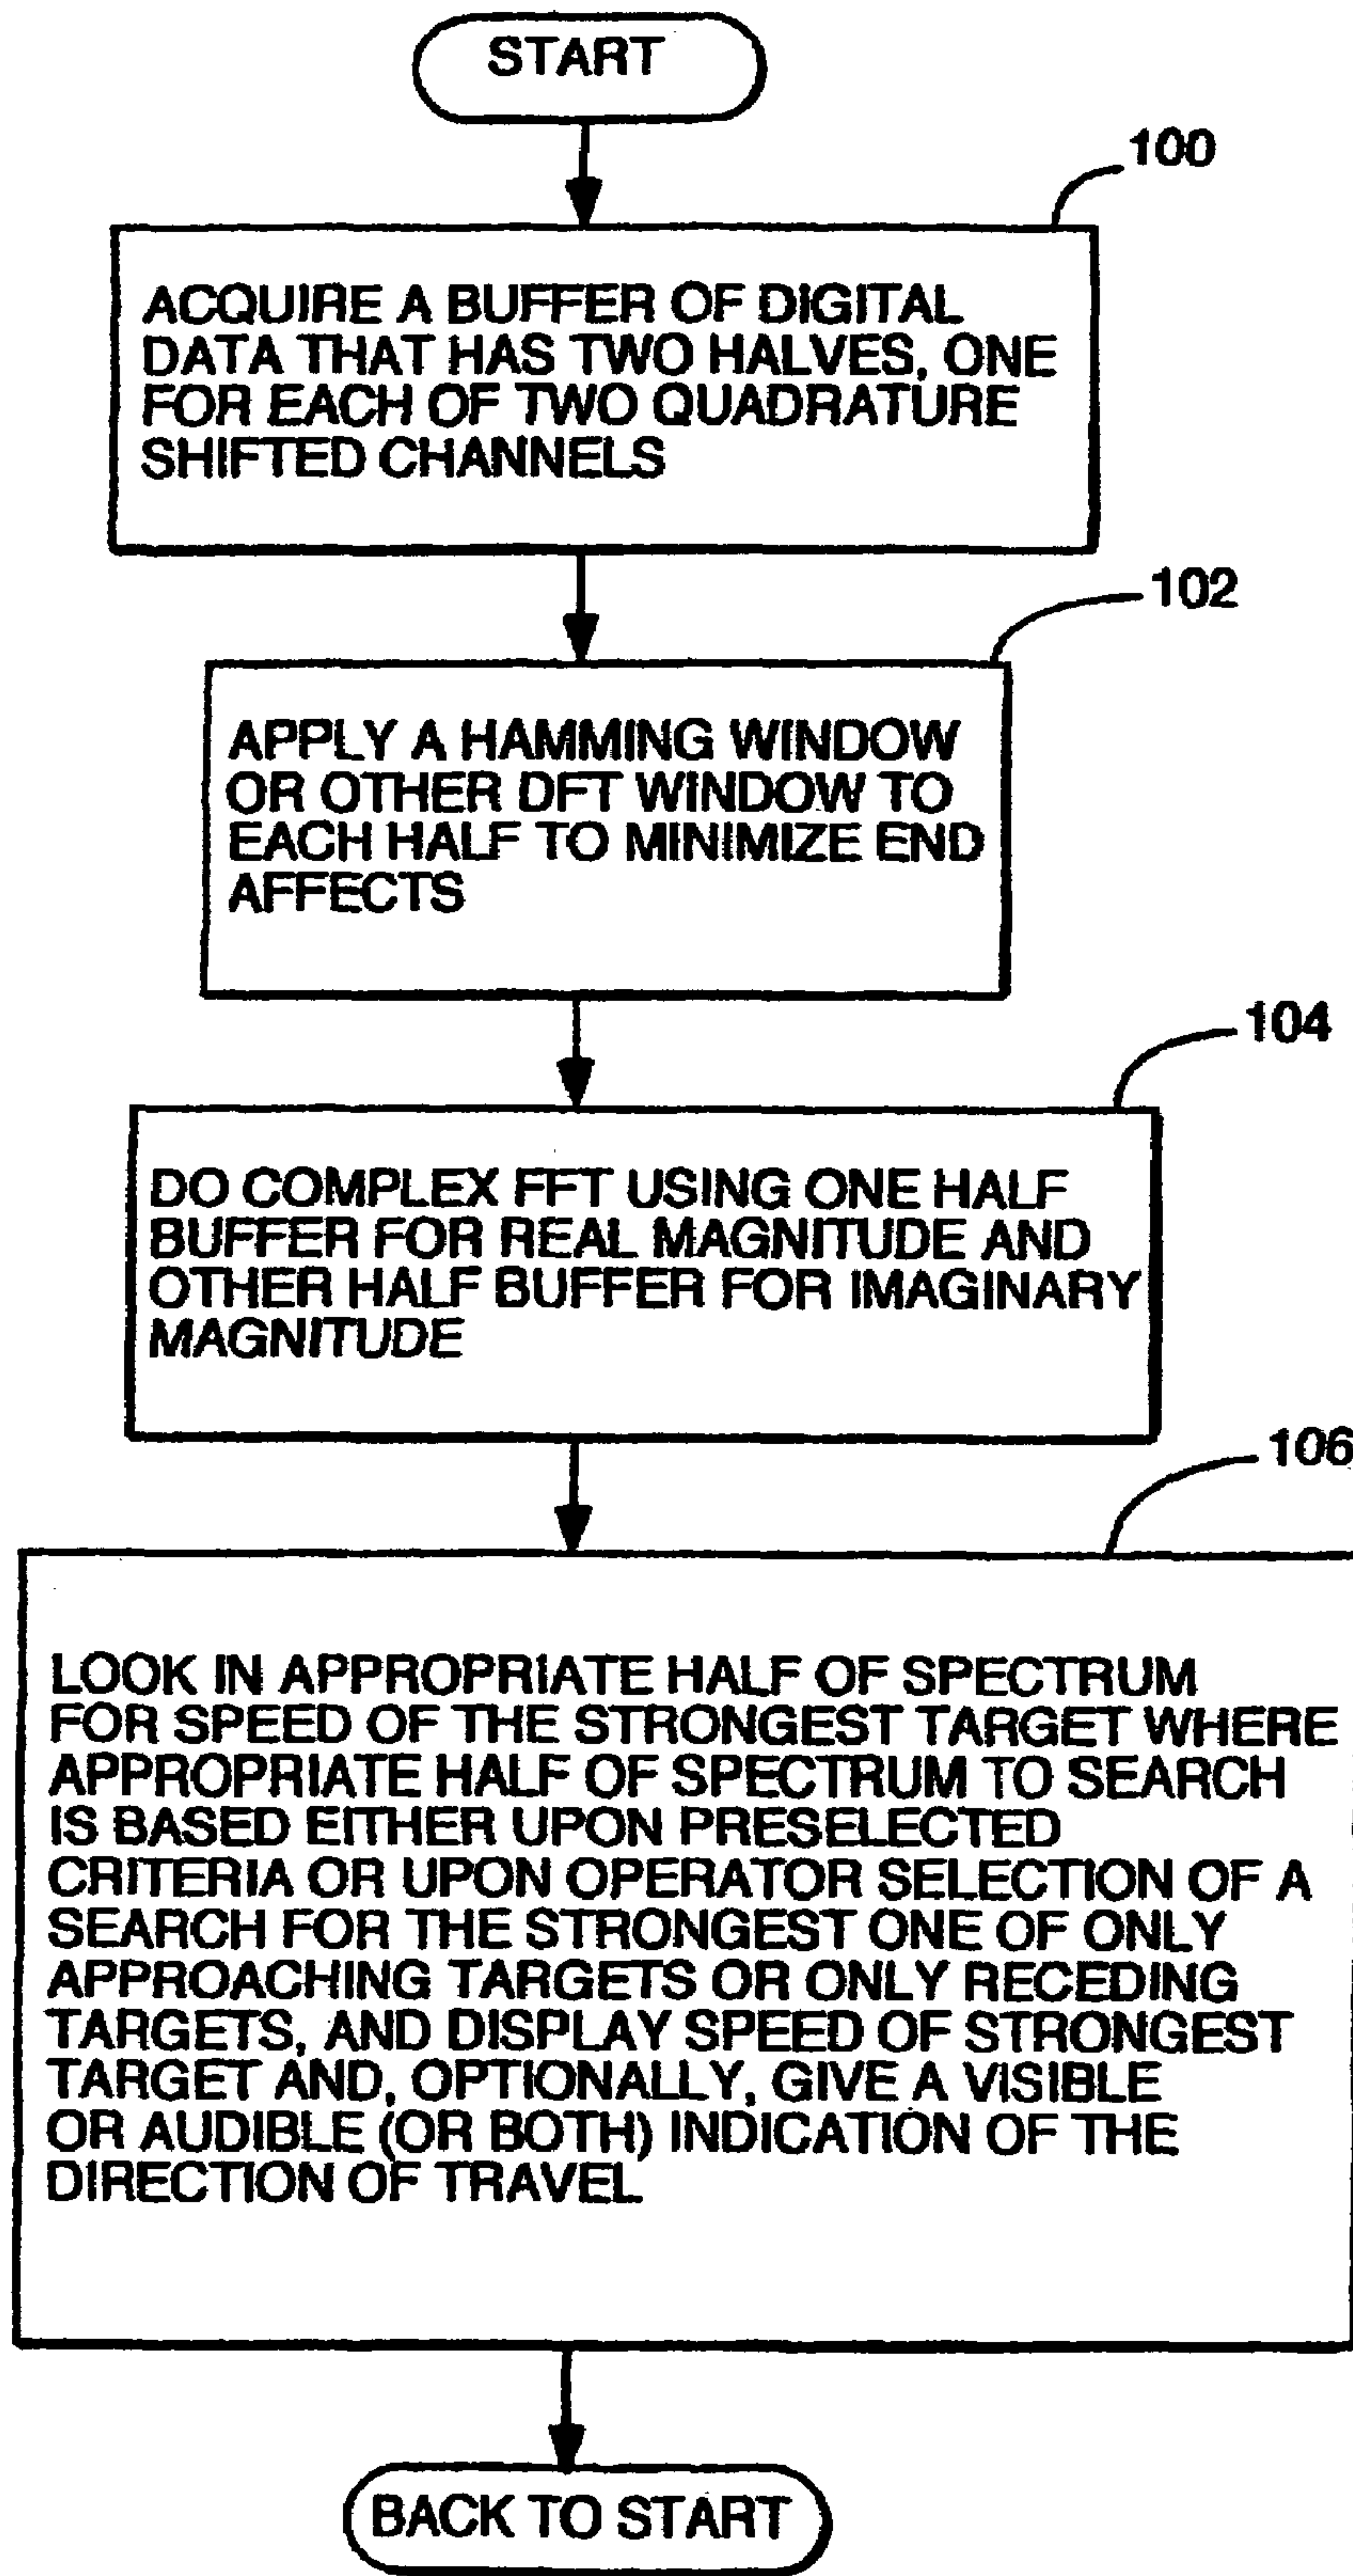 START
100
ACQUIRE A BUFFER OF DIGITAL
DATA THAT HAS TWO HALVES, ONE
FOR EACH OF TWO QUADRATURE
SHIFTED CHANNELS
102
APPLY A HAMMING WINDOW
OR OTHER DFT WINDOW TO
EACH HALF TO MINIMIZE END
AFFECTS
104
DO COMPLEX FFT USING ONE HALF
BUFFER FOR REAL MAGNITUDE AND
OTHER HALF BUFFER FOR IMAGINARY
MAGNITUDE
106
LOOK IN APPROPRIATE HALF OF SPECTRUM
FOR SPEED OF THE STRONGEST TARGET WHERE
APPROPRIATE HALF OF SPECTRUM TO SEARCH
IS BASED EITHER UPON PRESELECTED
CRITERIA OR UPON OPERATOR SELECTION OF A
SEARCH FOR THE STRONGEST ONE OF ONLY
APPROACHING TARGETS OR ONLY RECEDING
TARGETS, AND DISPLAY SPEED OF STRONGEST
TARGET AND, OPTIONALLY, GIVE A VISIBLE
OR AUDIBLE (OR BOTH) INDICATION OF THE
DIRECTION OF TRAVEL
BACK TO START